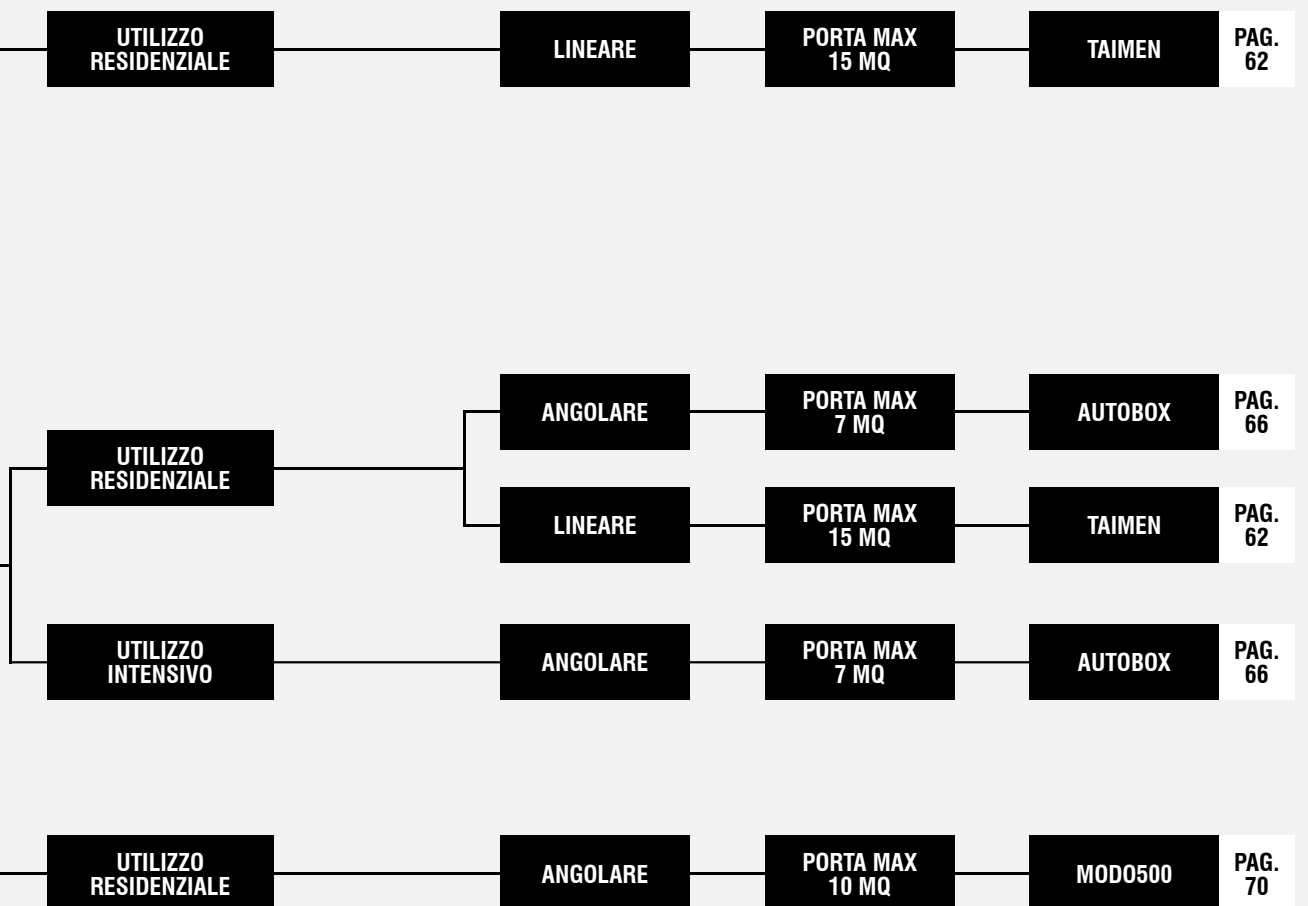 UTILIZZO
RESIDENZIALE
LINEARE
PORTA MAX
15 MQ
TAIMEN
PAG.
62
UTILIZZO
RESIDENZIALE
ANGOLARE
PORTA MAX
7 MQ
AUTOBOX
PAG.
66
LINEARE
PORTA MAX
15 MQ
TAIMEN
PAG.
62
UTILIZZO
INTENSIVO
ANGOLARE
PORTA MAX
7 MQ
AUTOBOX
PAG.
66
UTILIZZO
RESIDENZIALE
ANGOLARE
PORTA MAX
10 MQ
MODO500
PAG.
70